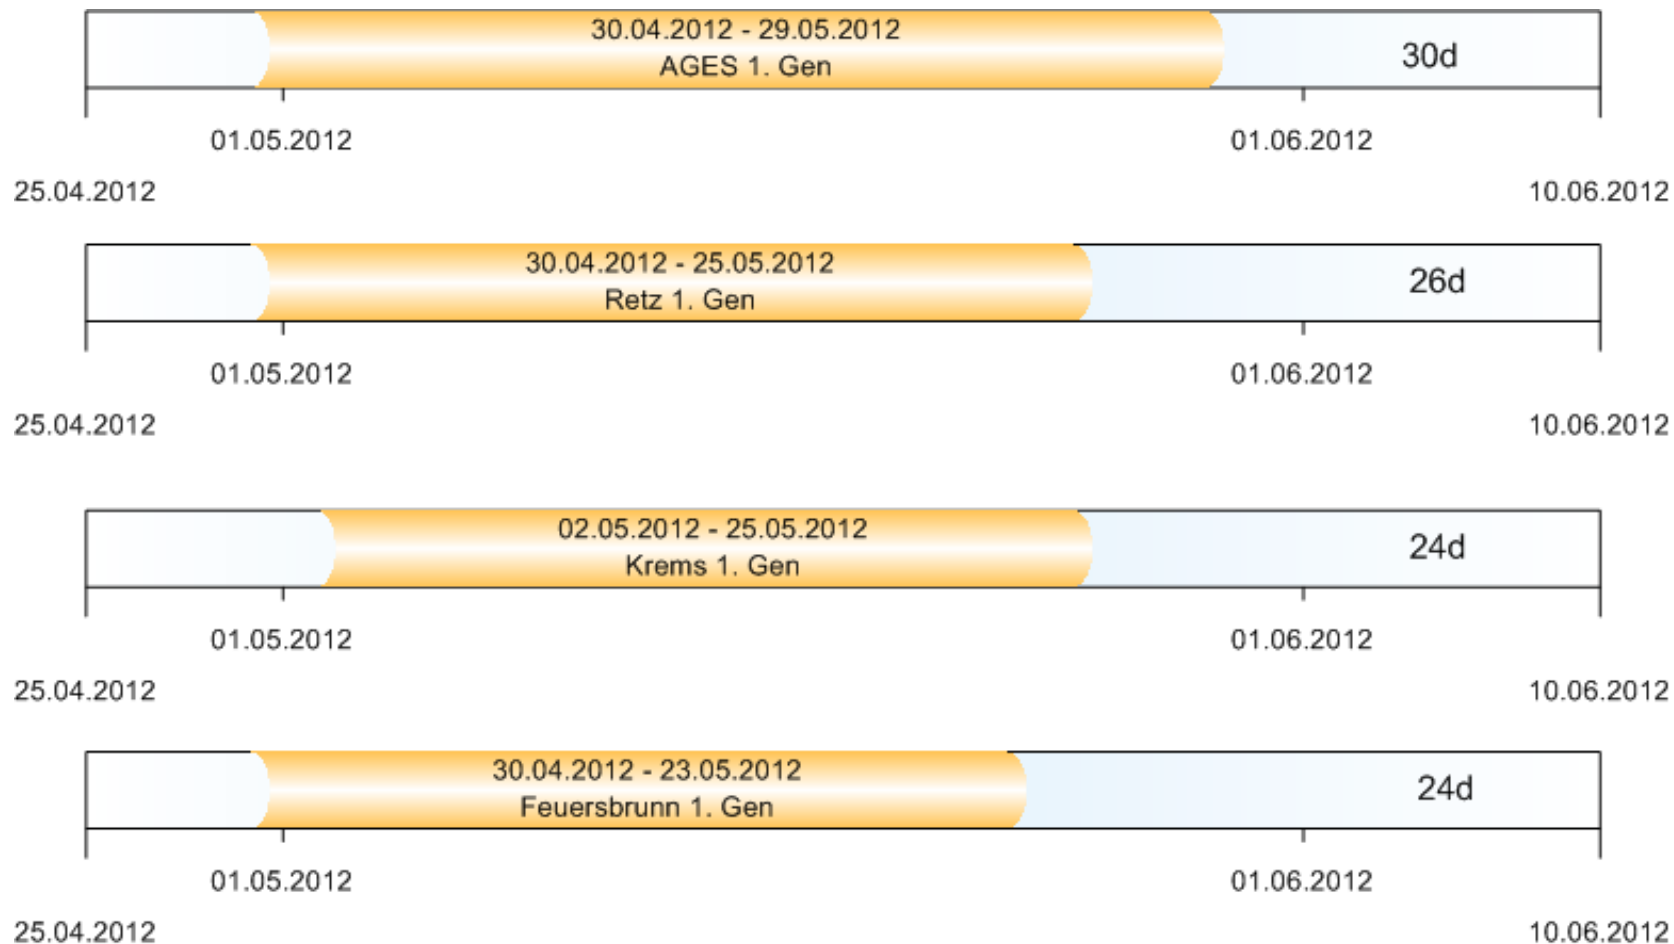 30.04.2012 - 29.05.2012
AGES 1. Gen
30d
01.05.2012
01.06.2012
25.04.2012
10.06.2012
30.04.2012 - 25.05.2012
Retz 1. Gen
26d
01.05.2012
01.06.2012
25.04.2012
10.06.2012
02.05.2012 - 25.05.2012
Krems 1. Gen
24d
01.05.2012
01.06.2012
25.04.2012
10.06.2012
30.04.2012 - 23.05.2012
Feuersbrunn 1. Gen
24d
01.05.2012
01.06.2012
25.04.2012
10.06.2012